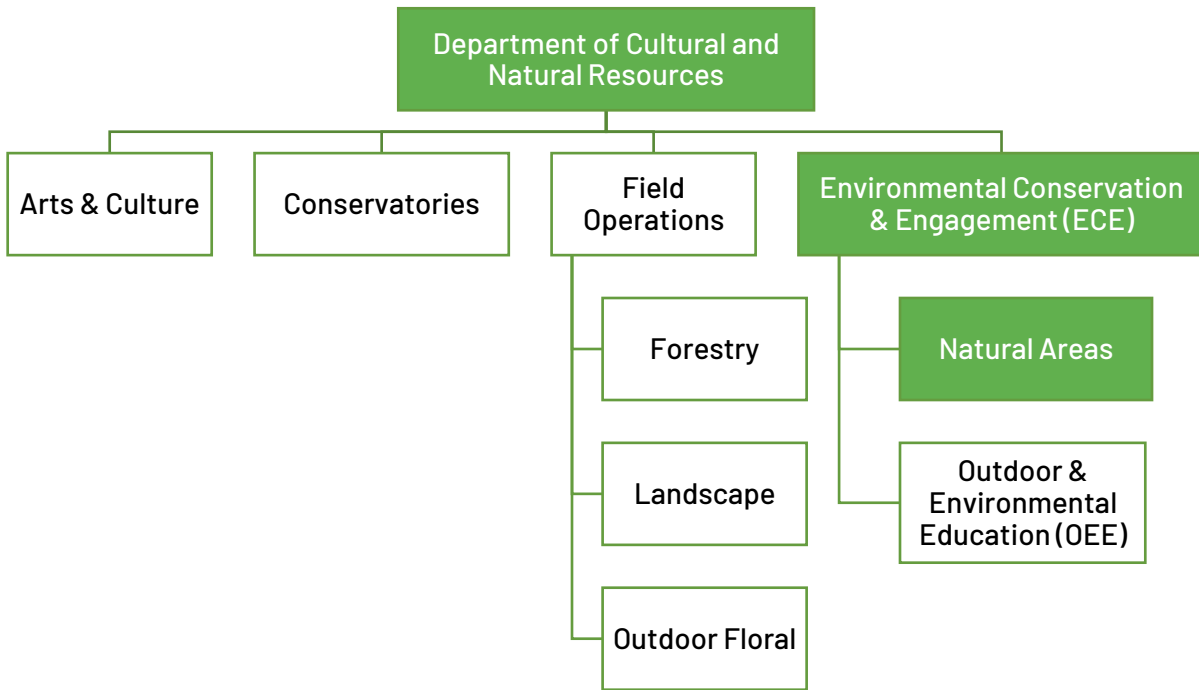 Department of Cultural and
Natural Resources
Arts & Culture
Conservatories
Field
Operations
Environmental Conservation
& Engagement (ECE)
Forestry
Landscape
Outdoor Floral
Natural Areas
Outdoor &
Environmental
Education (OEE)